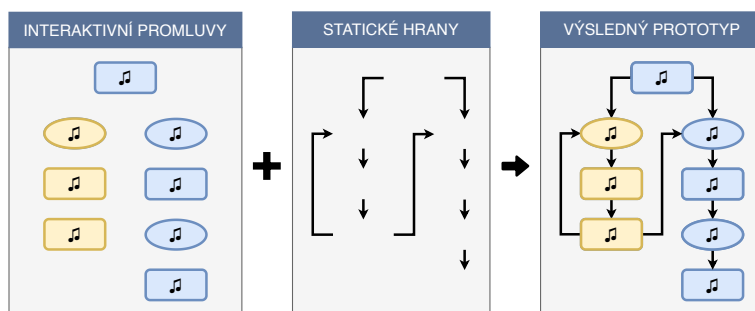 INTERAKTIVNÍ PROMLUVY
STATICKÉ HRANY
VÝSLEDNÝ PROTOTYP